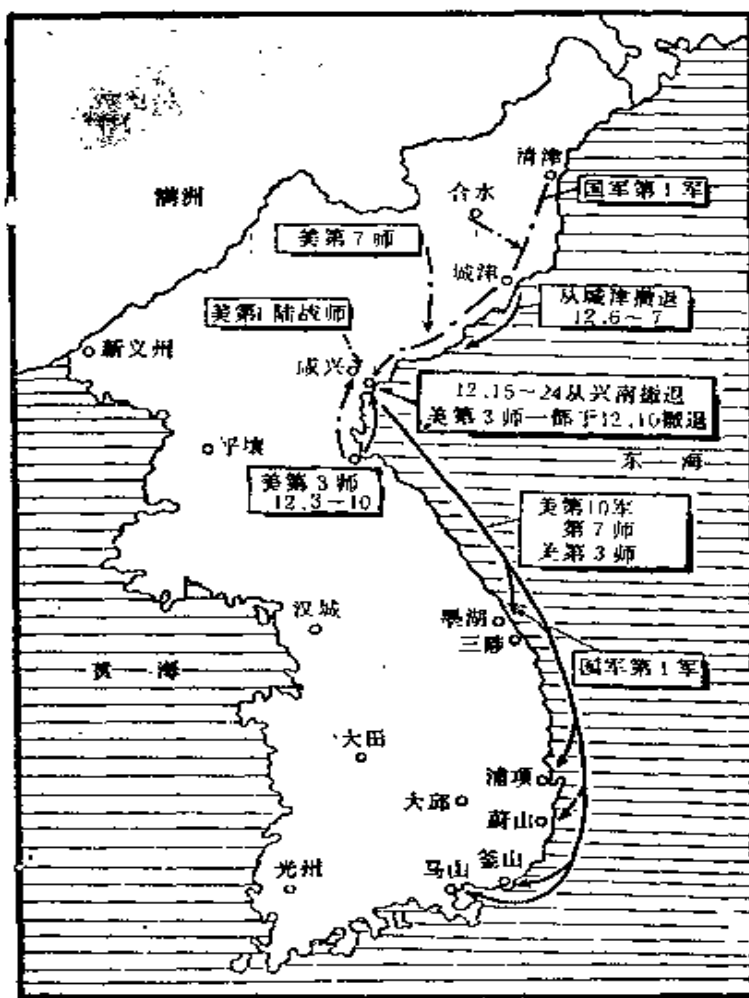 清津
国军第1军
满洲
合水
美第7师
城津
从城津撤退
12.6~7
美第1陆战师
新义州
咸兴
12.15~24从兴南撤退
美第3师一部于12.10撤退
平壤
东海
美第3师
12.3~10
美第10军
第7师
美第3师
汉城
墨湖
三陟
黄海
国军第1军
大田
浦项
大邱
蔚山
釜山
光州
马山